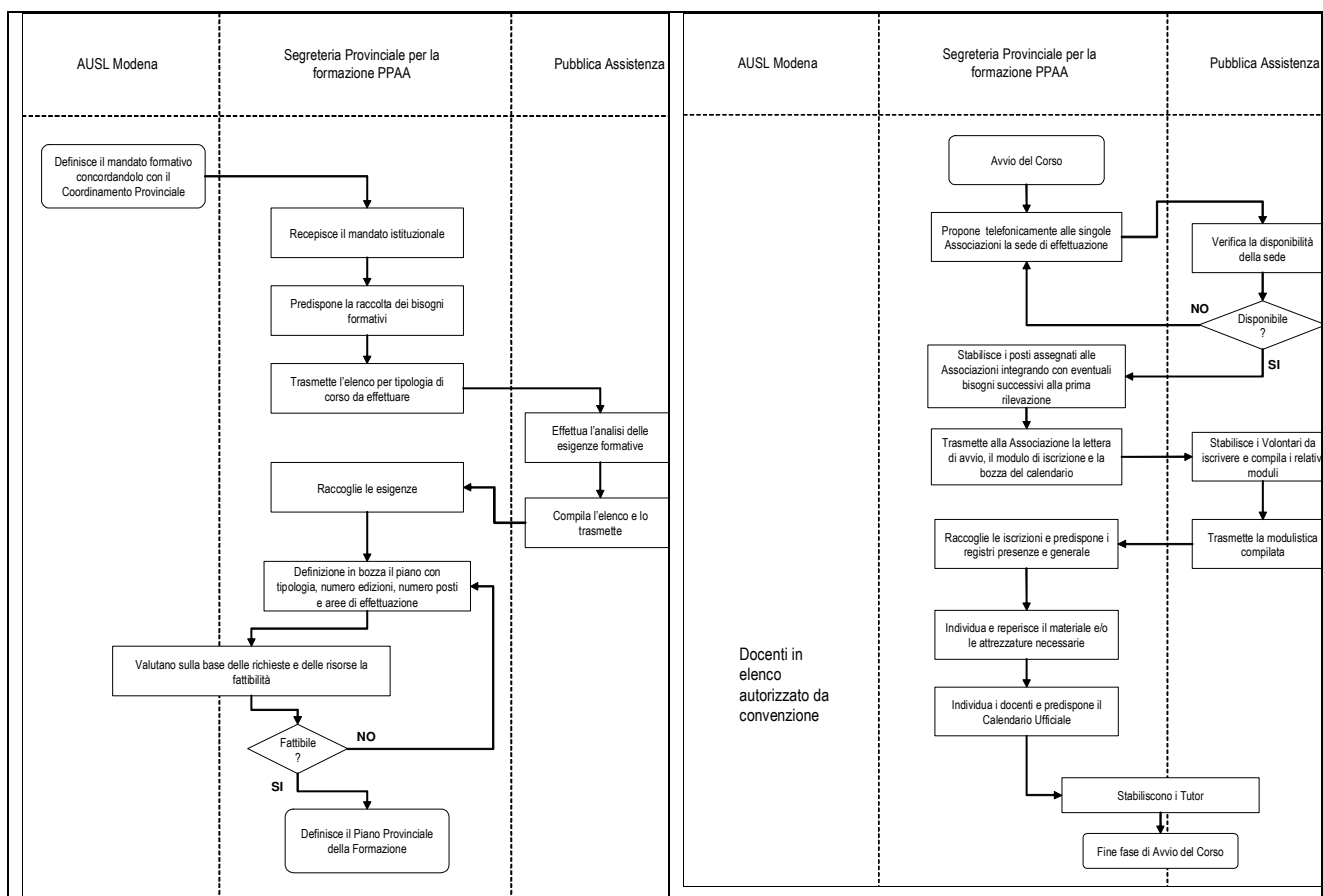 AUSL Modena
Segreteria Provinciale per la
formazione PPAA
Pubblica Assistenza
Definisce il mandato formativo
concordandolo con il
Coordinamento Provinciale
Recepisce il mandato istituzionale
Predispone la raccolta dei bisogni
formativi
Trasmette l'elenco per tipologia di
corso da effettuare
Effettua l'analisi delle
esigenze formative
Raccoglie le esigenze
Compila l'elenco e lo
trasmette
Definizione in bozza il piano con
tipologia, numero edizioni, numero posti
e aree di effettuazione
Valutano sulla base delle richieste e delle risorse la
fattibilità
Fattibile
?
NO
SI
Definisce il Piano Provinciale
della Formazione
AUSL Modena
Segreteria Provinciale per la
formazione PPAA
Pubblica Assistenza
Avvio del Corso
Propone telefonicamente alle singole
Associazioni la sede di effettuazione
Verifica la disponibilità
della sede
NO
Disponibile
?
SI
Stabilisce i posti assegnati alle
Associazioni integrando con eventuali
bisogni successivi alla prima
rilevazione
Trasmette alla Associazione la lettera
di avvio, il modulo di iscrizione e la
bozza del calendario
Stabilisce i Volontari da
iscrivere e compila i relativi
moduli
Raccoglie le iscrizioni e predispone i
registri presenze e generale
Trasmette la modulistica
compilata
Individua e reperisce il materiale e/o
le attrezzature necessarie
Docenti in
elenco
autorizzato da
convenzione
Individua i docenti e predispone il
Calendario Ufficiale
Stabiliscono i Tutor
Fine fase di Avvio del Corso